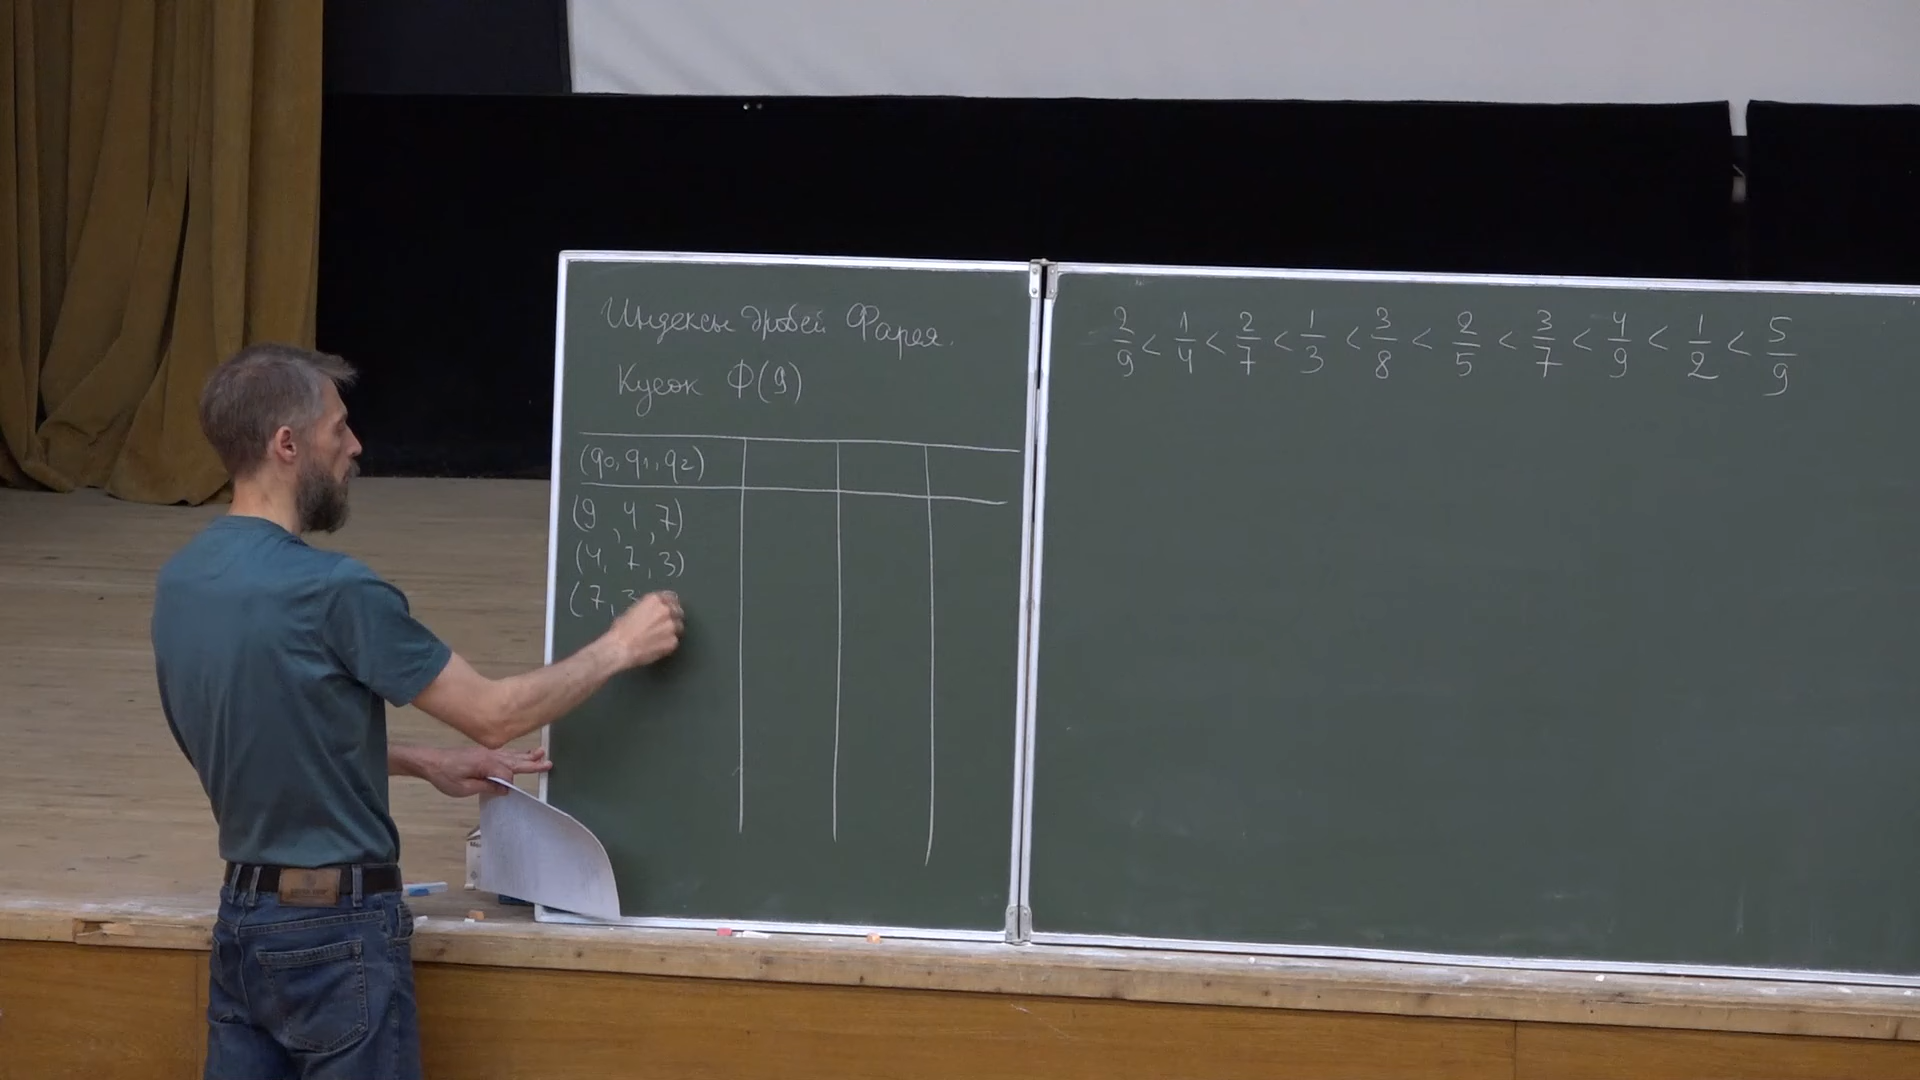 Индексы дробей Фарея.
Кусок Ф(9)
(q₀, q₁, q₂)
(9, 4, 7)
(4, 7, 3)
(7, 3
2/9 < 1/4 < 2/7 < 1/3 < 3/8 < 2/5 < 3/7 < 4/9 < 1/2 < 5/9